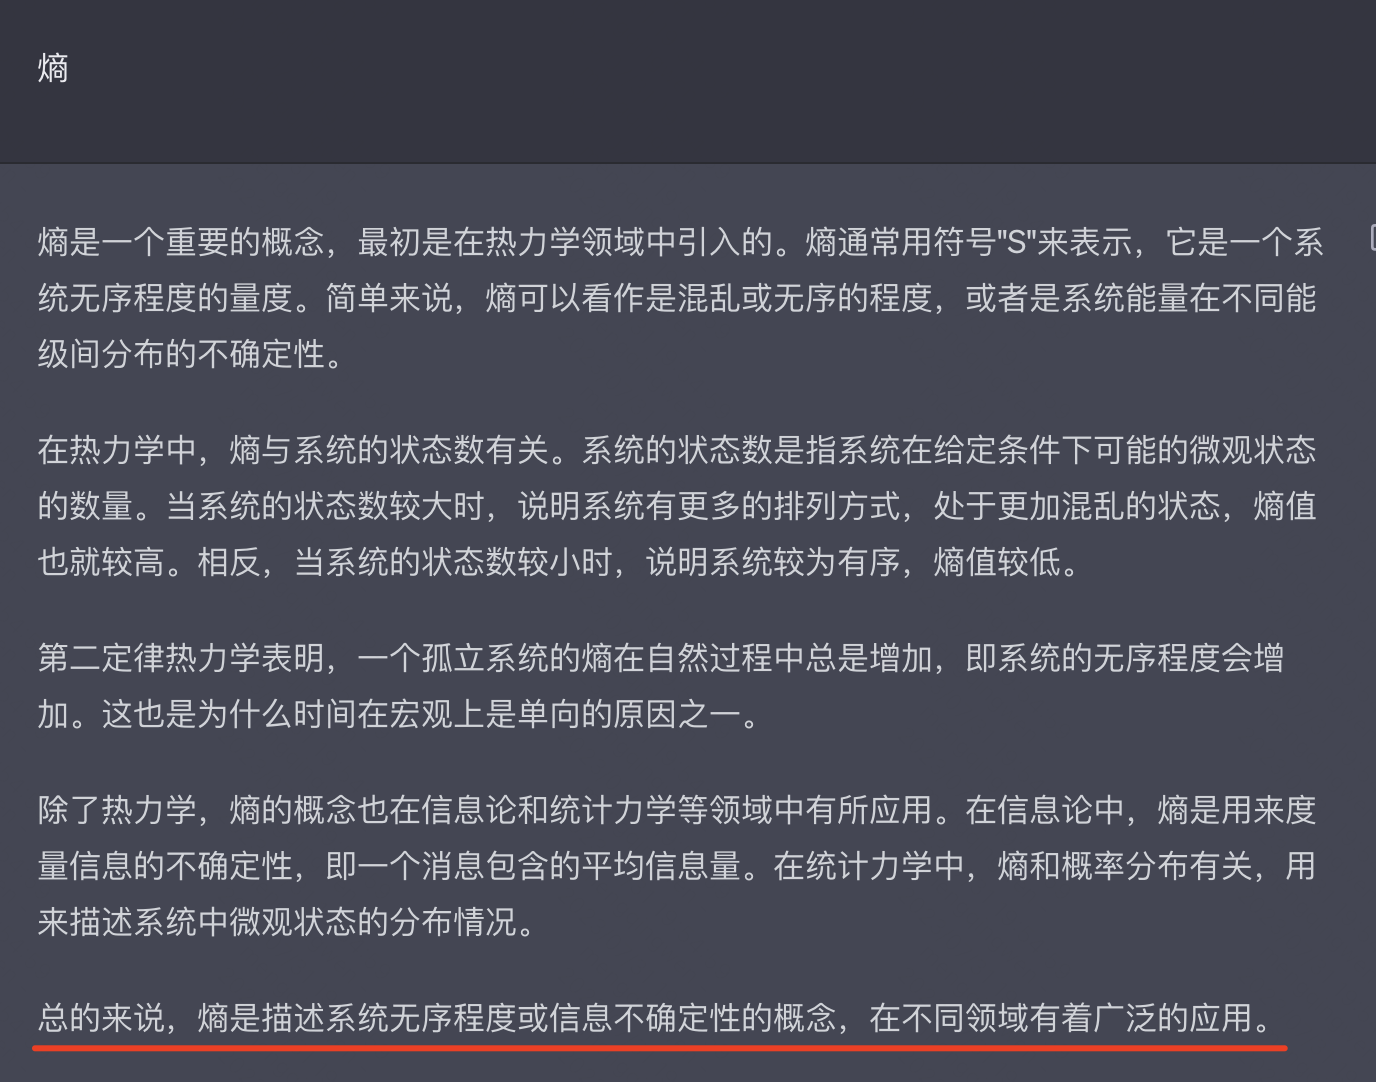 熵
熵是一个重要的概念，最初是在热力学领域中引入的。熵通常用符号"S"来表示，它是一个系
统无序程度的量度。简单来说，熵可以看作是混乱或无序的程度，或者是系统能量在不同能
级间分布的不确定性。
在热力学中，熵与系统的状态数有关。系统的状态数是指系统在给定条件下可能的微观状态
的数量。当系统的状态数较大时，说明系统有更多的排列方式，处于更加混乱的状态，熵值
也就较高。相反，当系统的状态数较小时，说明系统较为有序，熵值较低。
第二定律热力学表明，一个孤立系统的熵在自然过程中总是增加，即系统的无序程度会增
加。这也是为什么时间在宏观上是单向的原因之一。
除了热力学，熵的概念也在信息论和统计力学等领域中有所应用。在信息论中，熵是用来度
量信息的不确定性，即一个消息包含的平均信息量。在统计力学中，熵和概率分布有关，用
来描述系统中微观状态的分布情况。
总的来说，熵是描述系统无序程度或信息不确定性的概念，在不同领域有着广泛的应用。